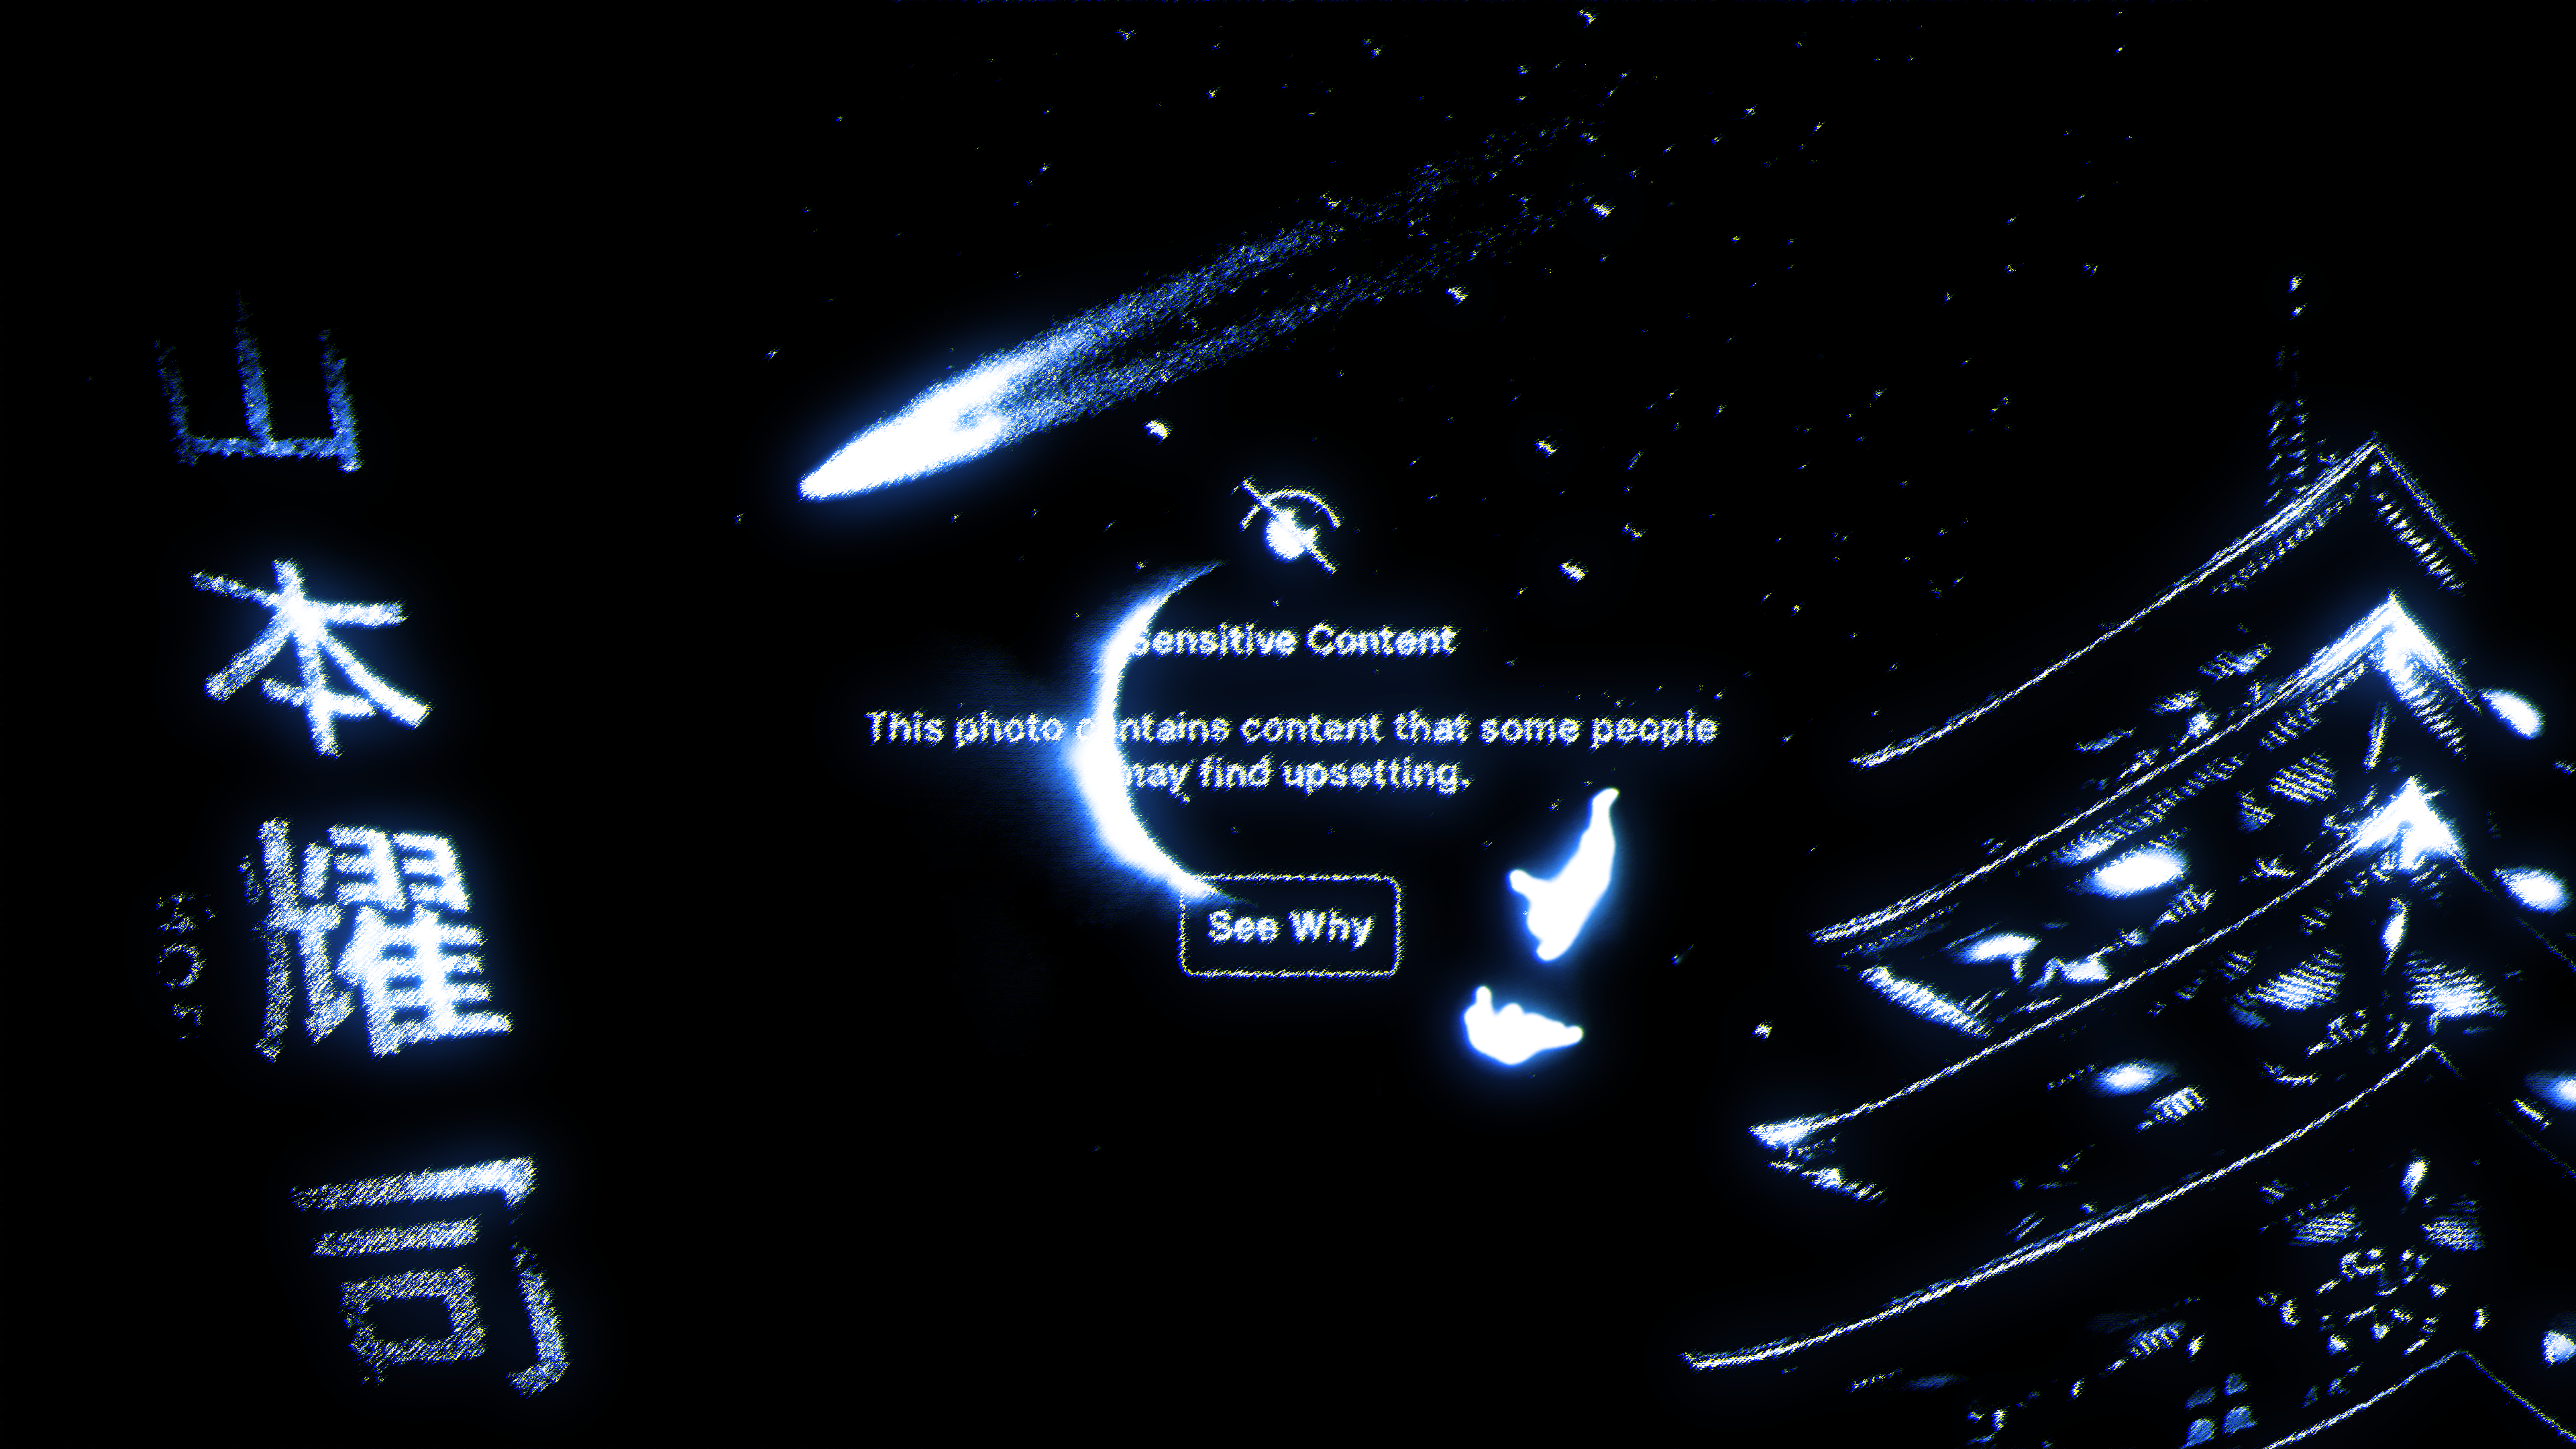 山
本
耀
司
Sensitive Content
This photo contains content that some people
may find upsetting.
See Why